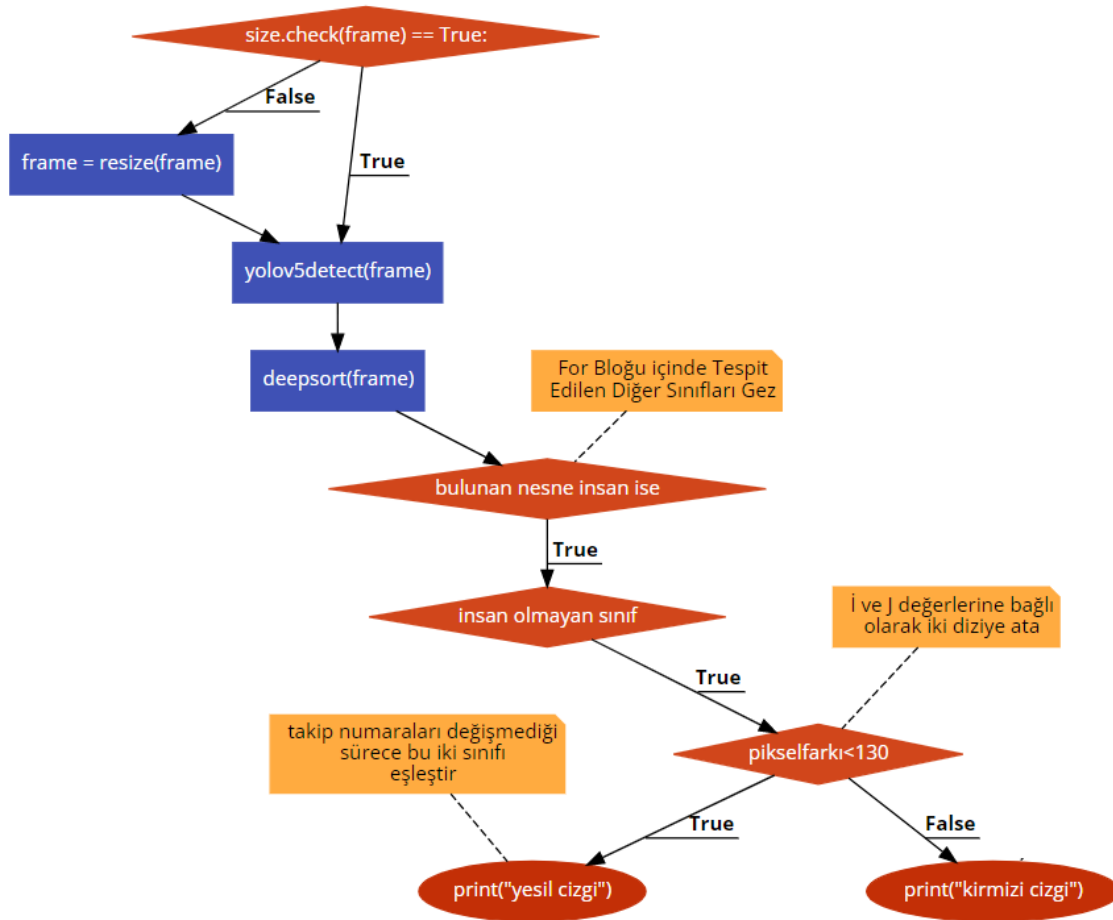 size.check(frame) == True:
False
frame = resize(frame)
True
yolov5detect(frame)
deepsort(frame)
For Bloğu içinde Tespit
Edilen Diğer Sınıfları Gez
bulunan nesne insan ise
True
insan olmayan sınıf
İ ve J değerlerine bağlı
olarak iki diziye ata
True
takip numaraları değişmediği
sürece bu iki sınıfı
eşleştir
pikselfarkı<130
True
False
print("yesil cizgi")
print("kirmizi cizgi")